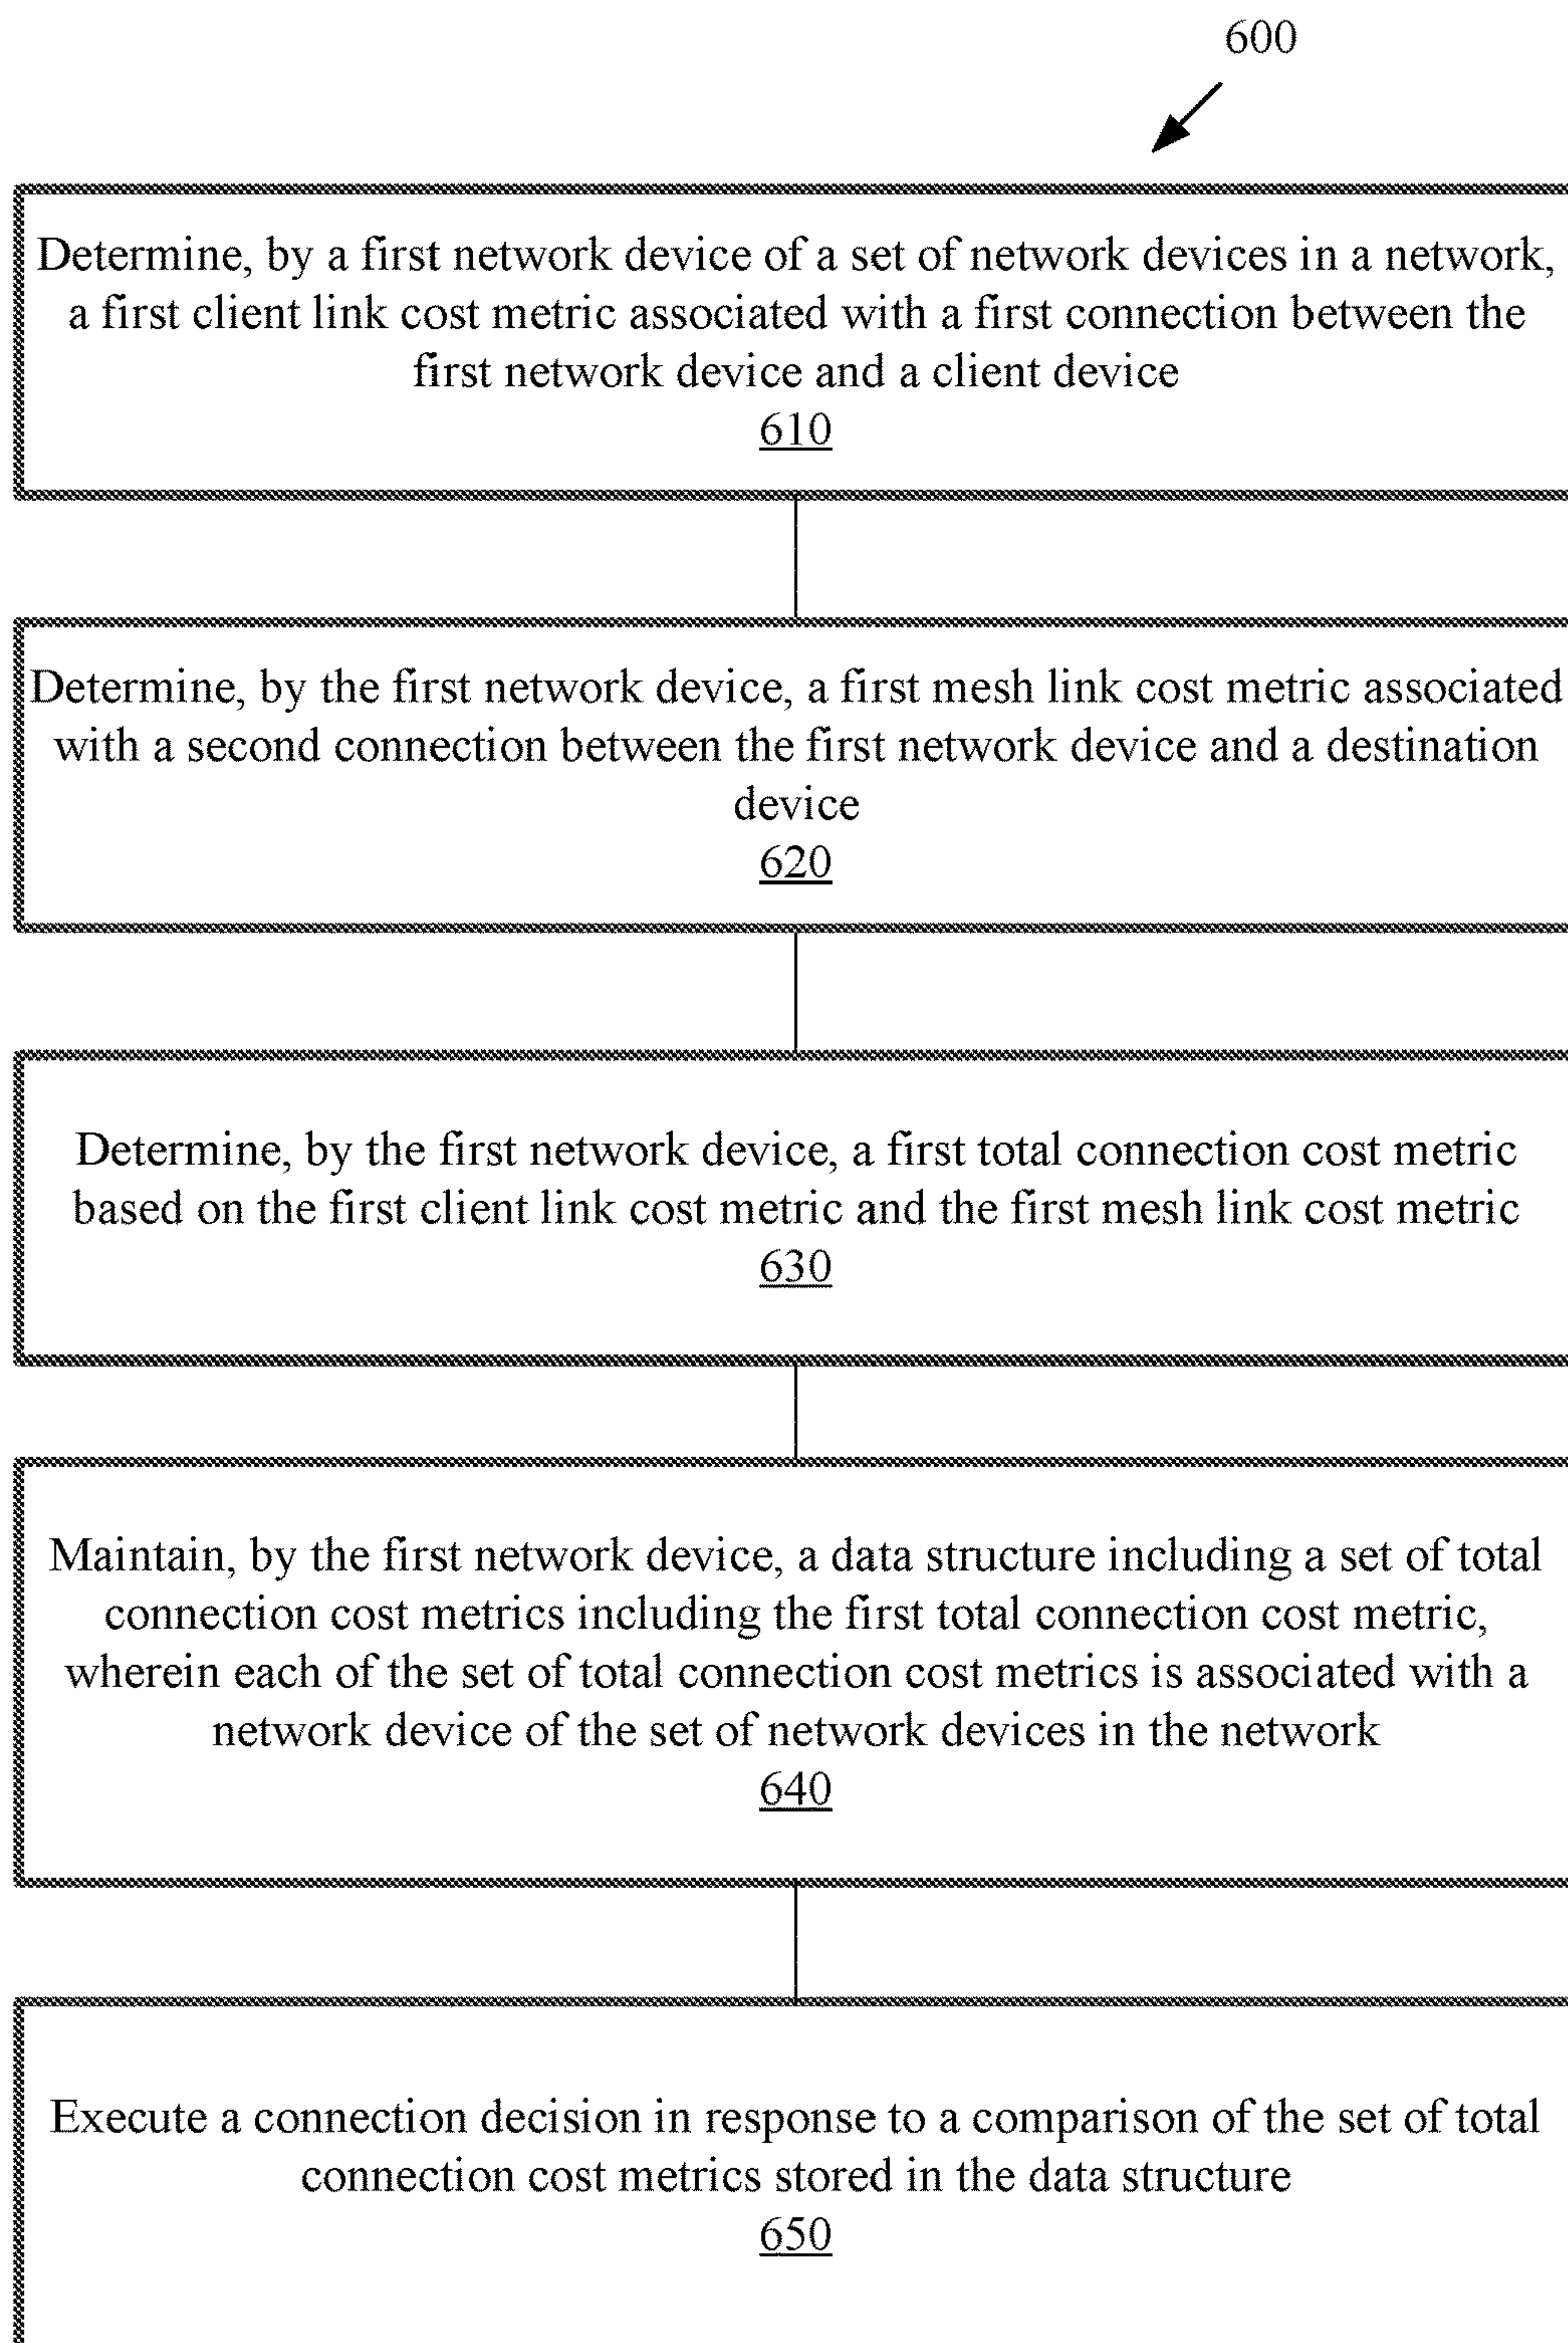 600
Determine, by a first network device of a set of network devices in a network,
a first client link cost metric associated with a first connection between the
first network device and a client device
610
Determine, by the first network device, a first mesh link cost metric associated
with a second connection between the first network device and a destination
device
620
Determine, by the first network device, a first total connection cost metric
based on the first client link cost metric and the first mesh link cost metric
630
Maintain, by the first network device, a data structure including a set of total
connection cost metrics including the first total connection cost metric,
wherein each of the set of total connection cost metrics is associated with a
network device of the set of network devices in the network
640
Execute a connection decision in response to a comparison of the set of total
connection cost metrics stored in the data structure
650